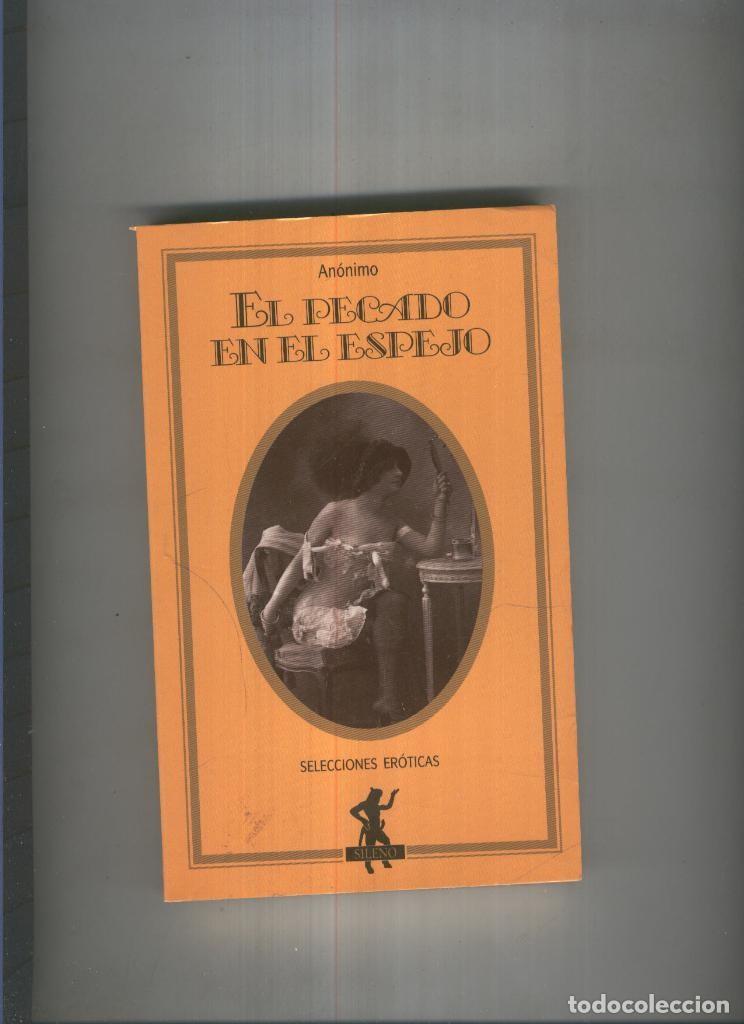 Anónimo
EL PECADO
EN EL ESPEJO
SELECCIONES ERÓTICAS
SILENO
todocoleccion